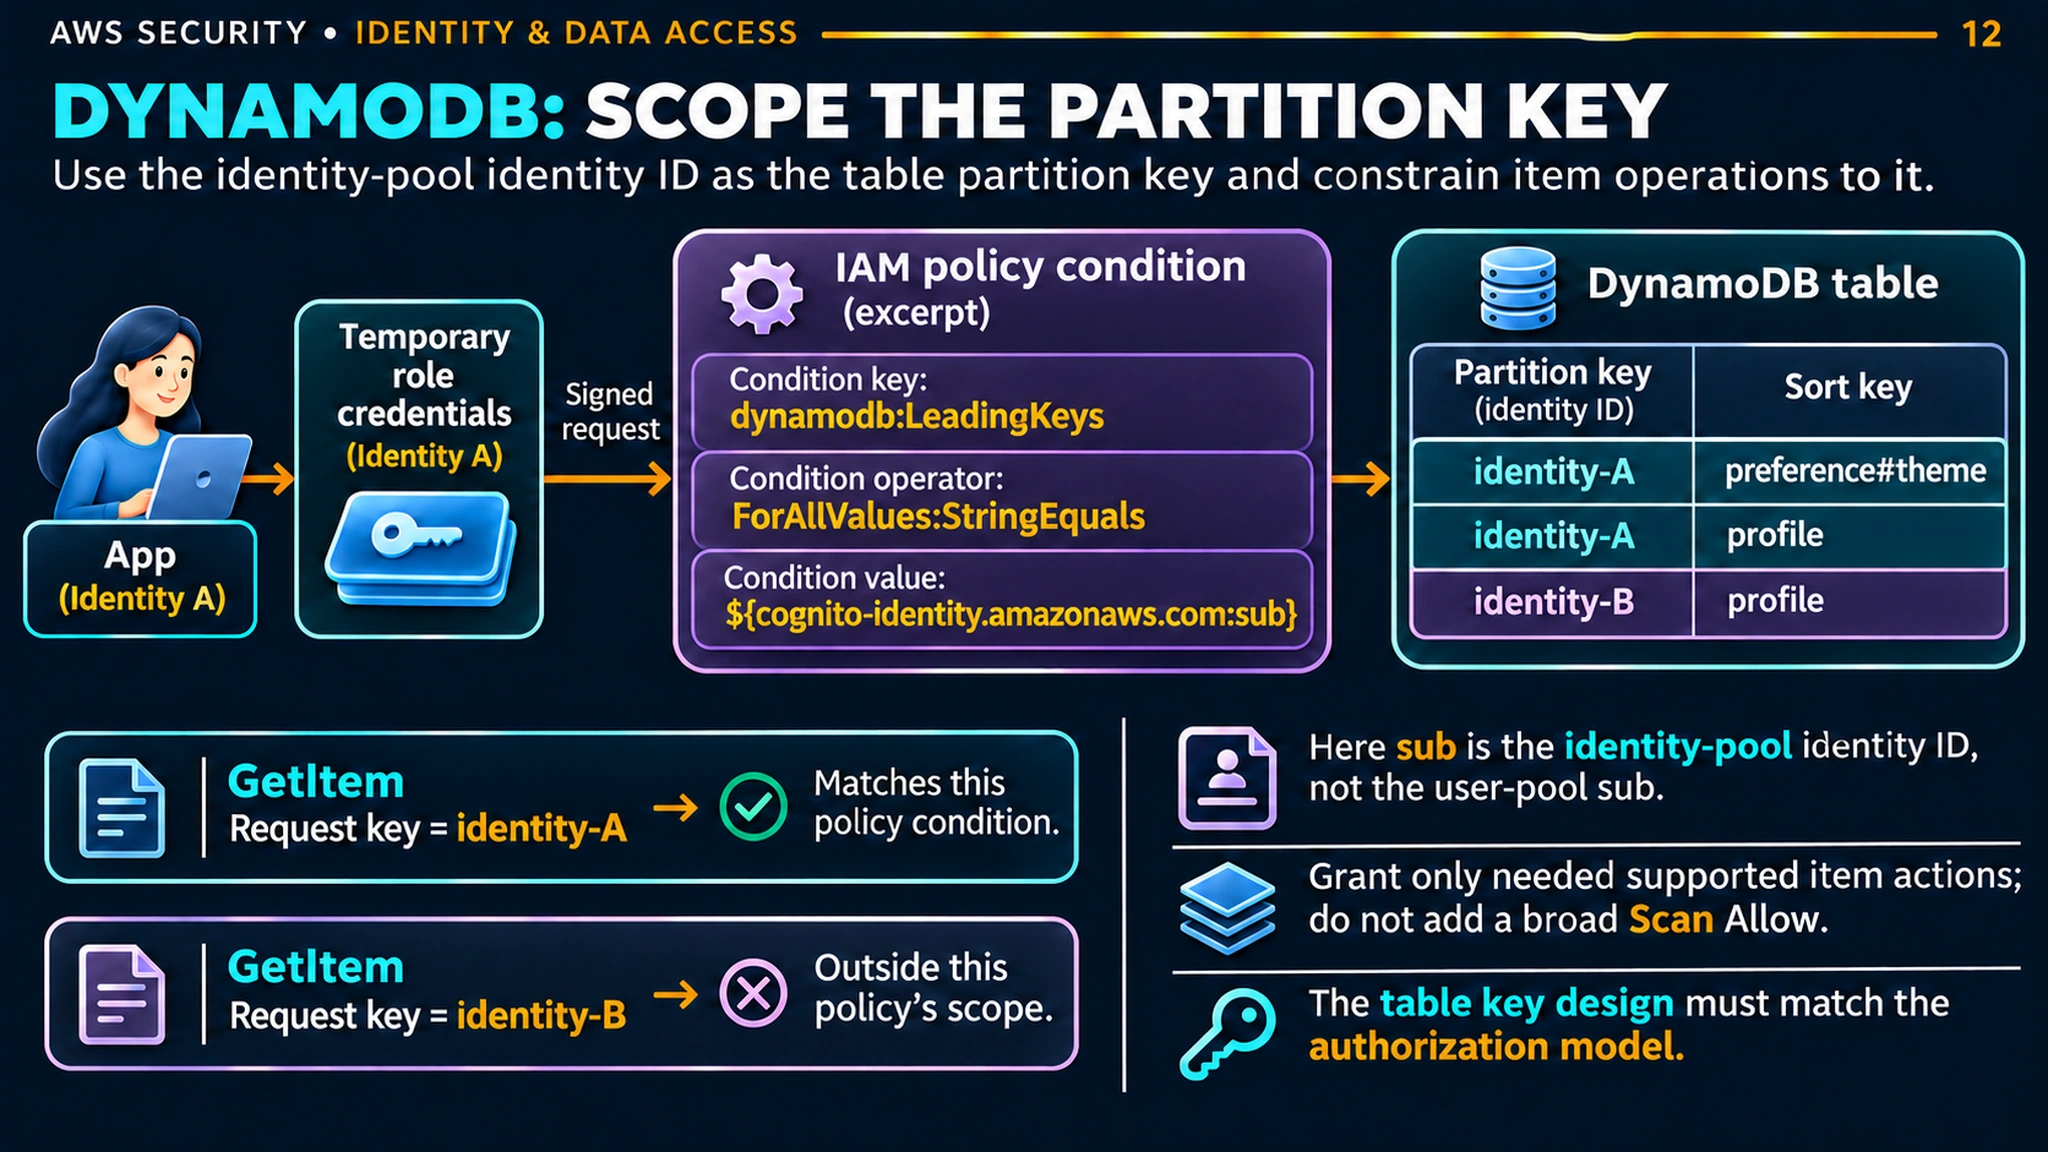 AWS SECURITY • IDENTITY & DATA ACCESS
12
DYNAMODB: SCOPE THE PARTITION KEY
Use the identity-pool identity ID as the table partition key and constrain item operations to it.
App
(Identity A)
Temporary
role
credentials
(Identity A)
Signed
request
IAM policy condition
(excerpt)
Condition key:
dynamodb:LeadingKeys
Condition operator:
ForAllValues:StringEquals
Condition value:
${cognito-identity.amazonaws.com:sub}
DynamoDB table
Partition key
(identity ID)
Sort key
identity-A
preference#theme
identity-A
profile
identity-B
profile
GetItem
Request key = identity-A
Matches this
policy condition.
GetItem
Request key = identity-B
Outside this
policy's scope.
Here sub is the identity-pool identity ID,
not the user-pool sub.
Grant only needed supported item actions;
do not add a broad Scan Allow.
The table key design must match the
authorization model.